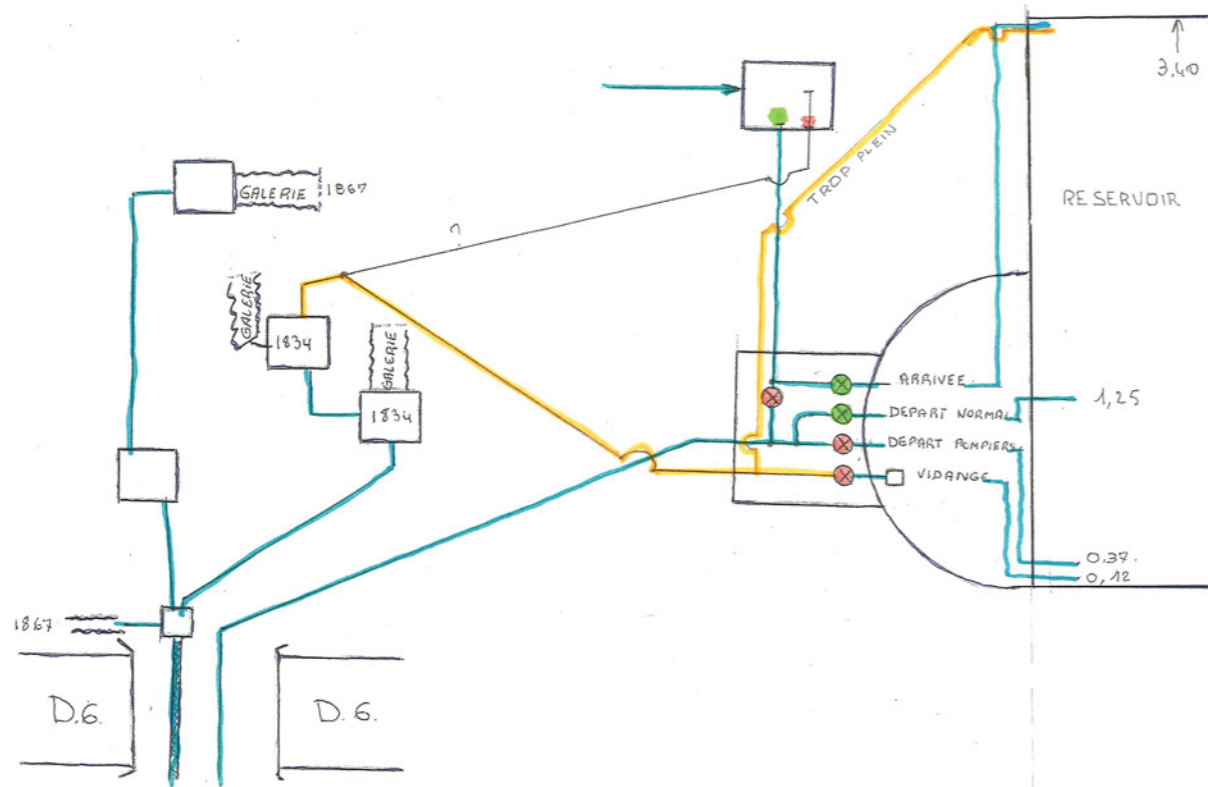 3.40
TROP PLEIN
RESERVOIR
GALERIE
1867
?
GALERIE
1834
GALERIE
1834
ARRIVÉE
1,25
DEPART NORMAL
DEPART POMPIERS
VIDANGE
0,37.
0,12
1867
D.6.
D.6.